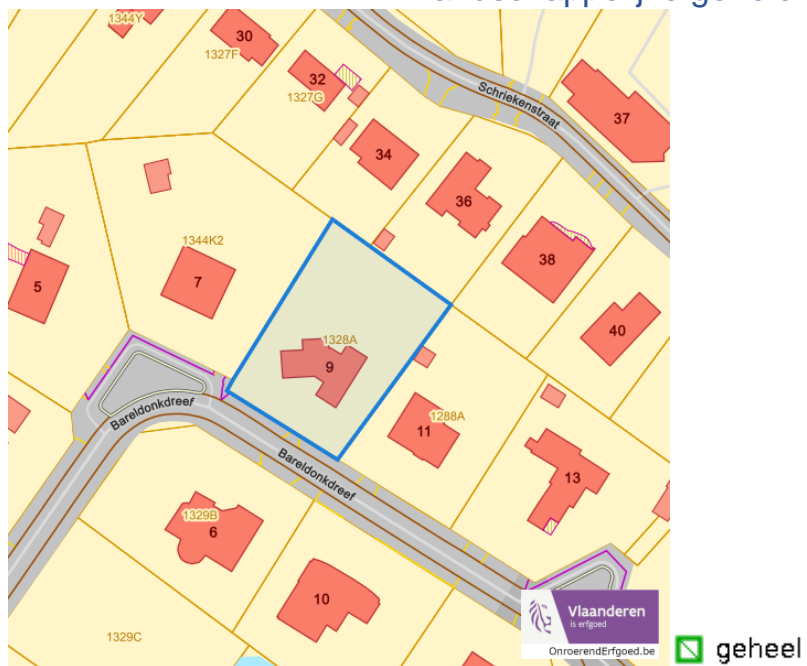 1344Y
30
1327F
32
1327G
Schriekenstraat
37
34
36
1344K2
38
5
7
40
1328A
9
Bareldonkdreef
1288A
11
Bareldonkdreef
13
1329B
6
10
Vlaanderen
is erfgoed
1329C
OnroerendErfgoed.be
geheel